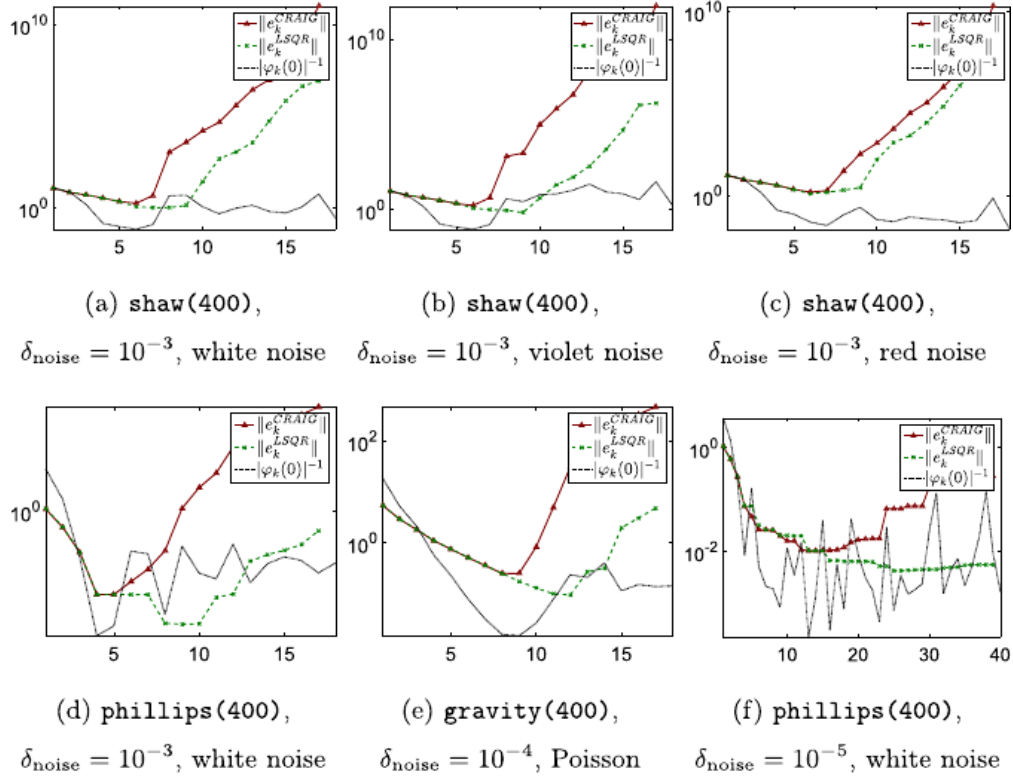 10^{10}
10^0
5 10 15
‖e_k^{CRAIG}‖
‖e_k^{LSQR}‖
|φ_k(0)|^{-1}
(a) shaw(400),
δ_noise = 10^{-3}, white noise
10^{10}
10^0
5 10 15
‖e_k^{CRAIG}‖
‖e_k^{LSQR}‖
|φ_k(0)|^{-1}
(b) shaw(400),
δ_noise = 10^{-3}, violet noise
10^{10}
10^0
5 10 15
‖e_k^{CRAIG}‖
‖e_k^{LSQR}‖
|φ_k(0)|^{-1}
(c) shaw(400),
δ_noise = 10^{-3}, red noise
10^0
5 10 15
‖e_k^{CRAIG}‖
‖e_k^{LSQR}‖
|φ_k(0)|^{-1}
(d) phillips(400),
δ_noise = 10^{-3}, white noise
10^2
10^0
5 10 15
‖e_k^{CRAIG}‖
‖e_k^{LSQR}‖
|φ_k(0)|^{-1}
(e) gravity(400),
δ_noise = 10^{-4}, Poisson
10^0
10^{-2}
10 20 30 40
‖e_k^{CRAIG}‖
‖e_k^{LSQR}‖
|φ_k(0)|^{-1}
(f) phillips(400),
δ_noise = 10^{-5}, white noise